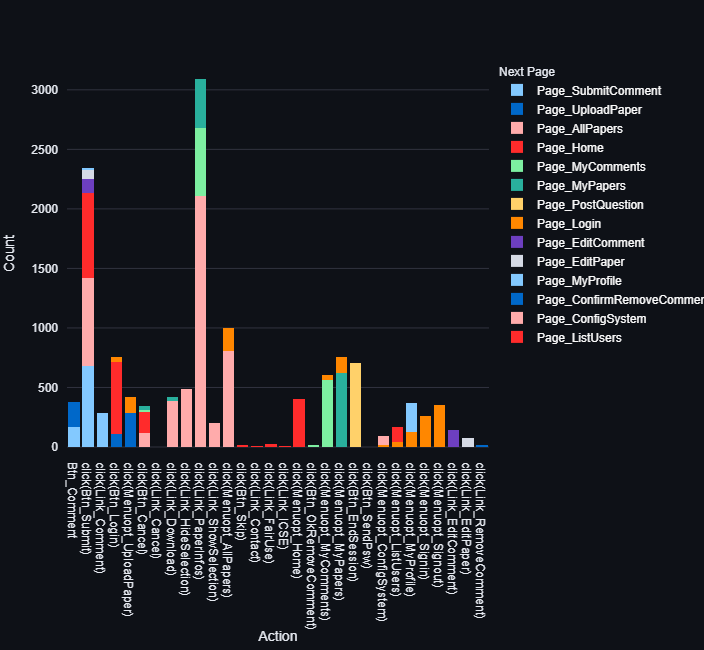 Next Page
Page_SubmitComment
Page_UploadPaper
Page_AllPapers
Page_Home
Page_MyComments
Page_MyPapers
Page_PostQuestion
Page_Login
Page_EditComment
Page_EditPaper
Page_MyProfile
Page_ConfirmRemoveCommer
Page_ConfigSystem
Page_ListUsers
Count
3000
2500
2000
1500
1000
500
0
Btn_Comment
click(Btn_Submit)
click(Link_Comment)
click(Btn_Login)
click(Menuopt_UploadPaper)
click(Btn_Cancel)
click(Link_Cancel)
click(Link_Download)
click(Link_HideSelection)
click(Link_PaperInfos)
click(Link_ShowSelection)
click(Menuopt_AllPapers)
click(Btn_Skip)
click(Link_Contact)
click(Link_FairUse)
click(Link_ICSE)
click(Menuopt_Home)
click(Btn_OkRemoveComment)
click(Menuopt_MyComments)
click(Menuopt_MyPapers)
click(Btn_EndSession)
click(Btn_SendPsw)
click(Menuopt_ConfigSystem)
click(Menuopt_ListUsers)
click(Menuopt_MyProfile)
click(Menuopt_Signin)
click(Menuopt_Signout)
click(Link_EditComment)
click(Link_EditPaper)
click(Link_RemoveComment)
Action